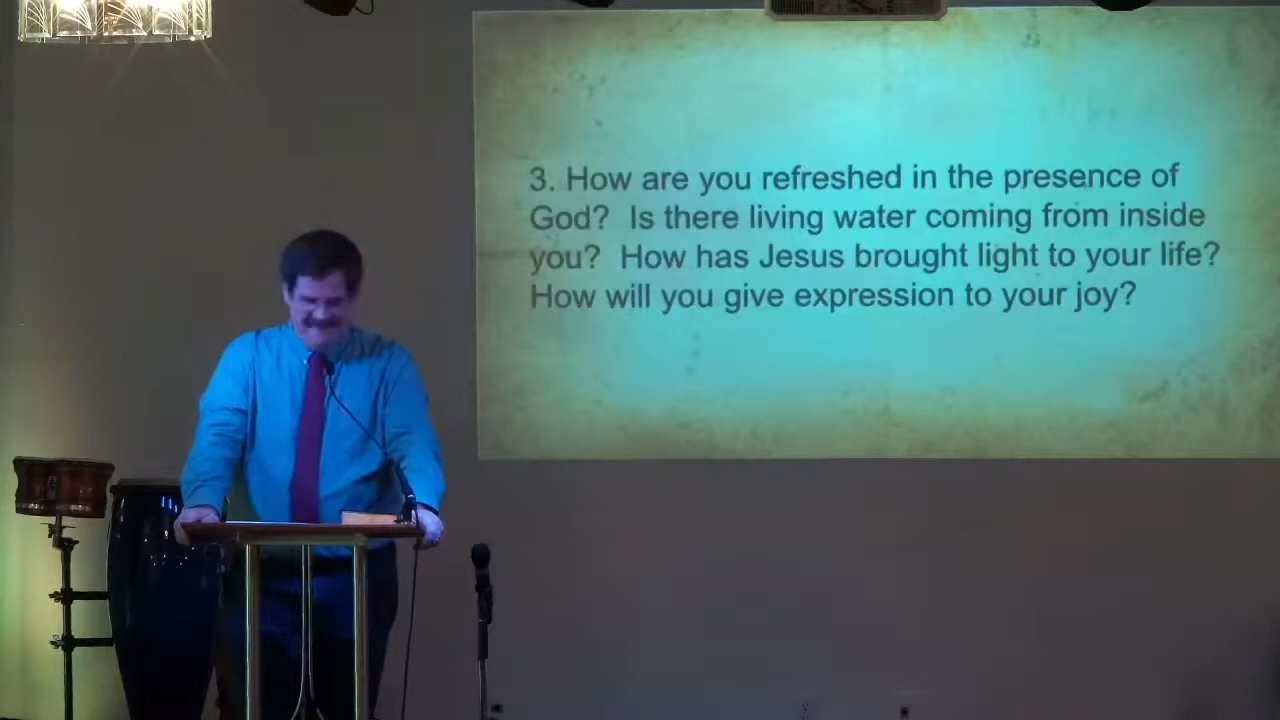 3. How are you refreshed in the presence of
God?  Is there living water coming from inside
you?  How has Jesus brought light to your life?
How will you give expression to your joy?